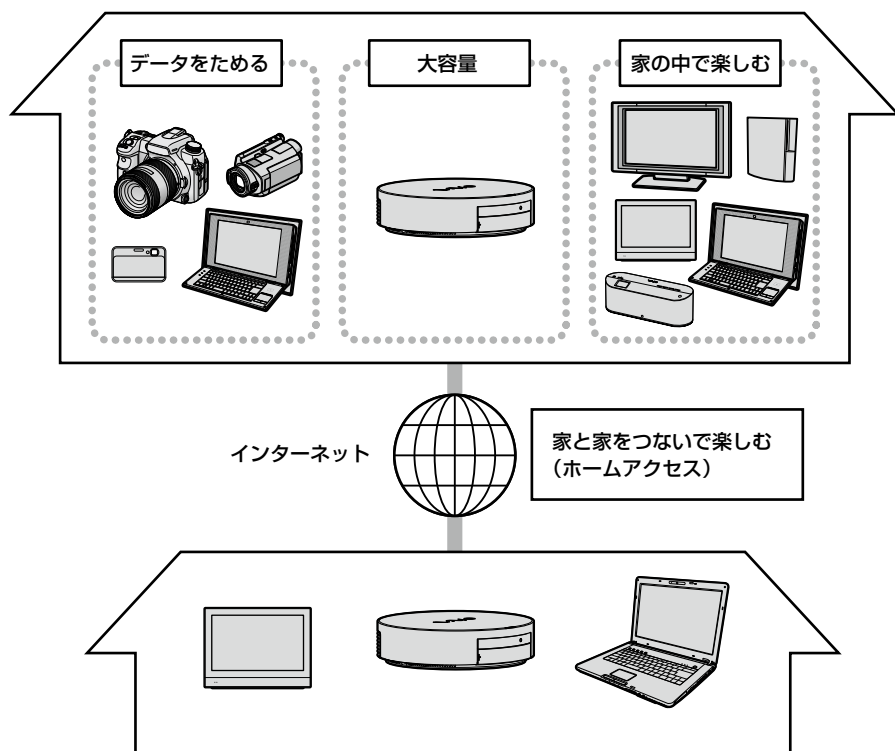 データをためる
大容量
家の中で楽しむ
VAIO
インターネット
家と家をつないで楽しむ
（ホームアクセス）
VAIO